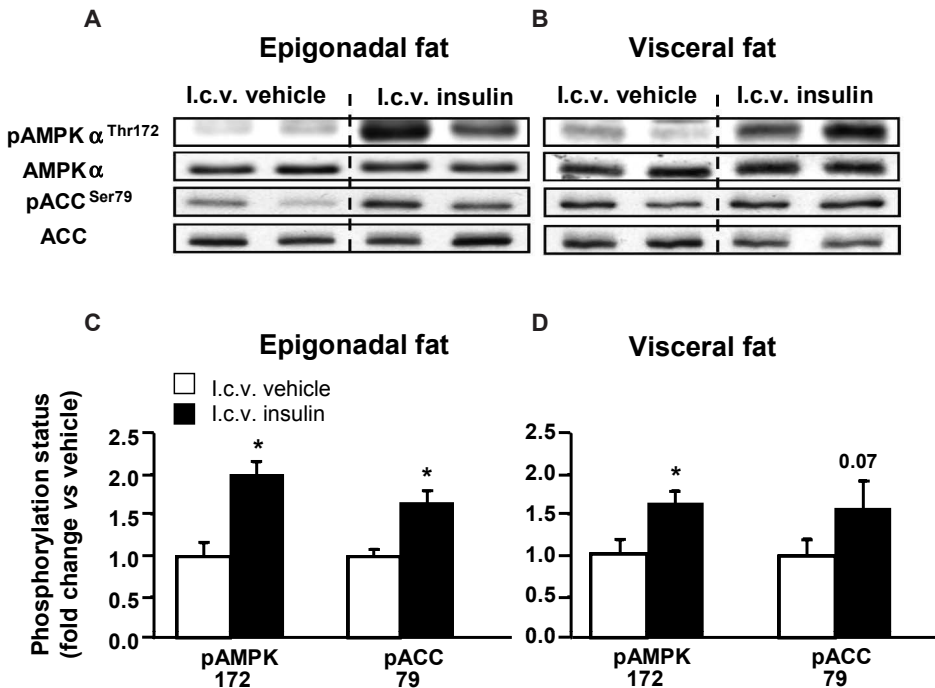 A
B
Epigonadal fat
Visceral fat
I.c.v. vehicle
I.c.v. insulin
I.c.v. vehicle
I.c.v. insulin
pAMPK α Thr172
AMPK α
pACC Ser79
ACC
C
D
Epigonadal fat
Visceral fat
Phosphorylation status
(fold change vs vehicle)
I.c.v. vehicle
I.c.v. insulin
2.5
2.0
1.5
1.0
0.5
0.0
*
*
pAMPK
172
pACC
79
2.5
2.0
1.5
1.0
0.5
0.0
*
0.07
pAMPK
172
pACC
79